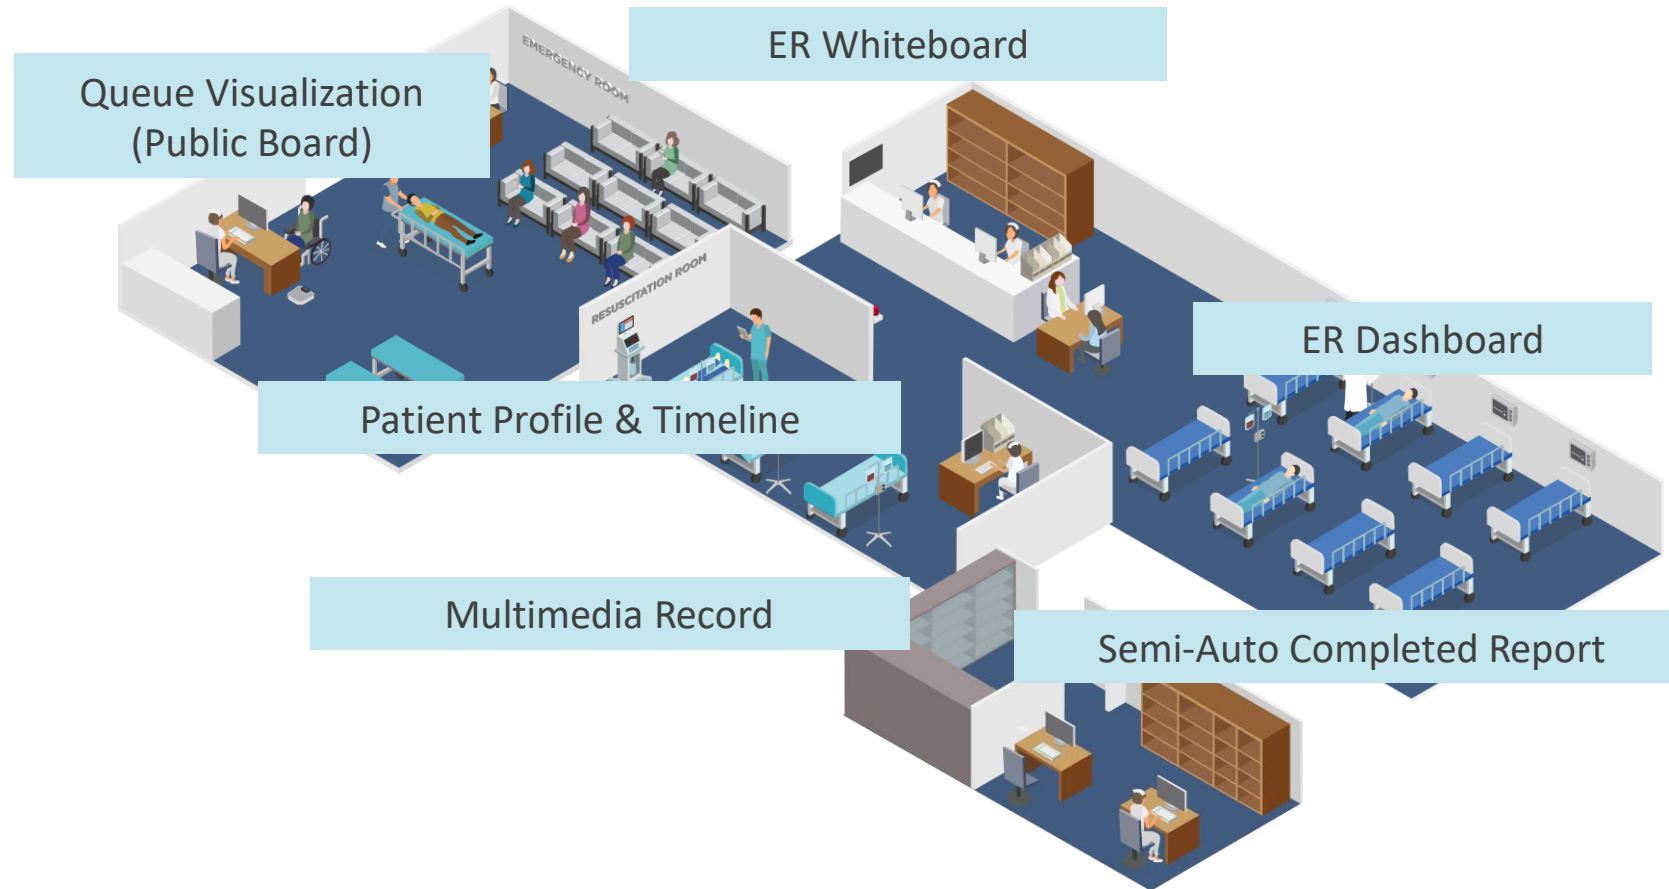 ER Whiteboard
Queue Visualization
(Public Board)
EMERGENCY ROOM
RESUSCITATION ROOM
ER Dashboard
Patient Profile & Timeline
Multimedia Record
Semi-Auto Completed Report